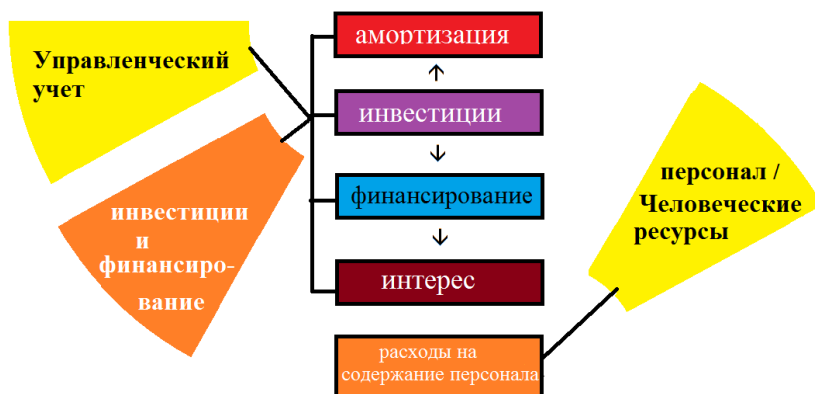 Управленческий
учет
инвестиции
и
финансиро-
вание
амортизация
инвестиции
финансирование
интерес
расходы на
содержание персонала
персонал /
Человеческие
ресурсы